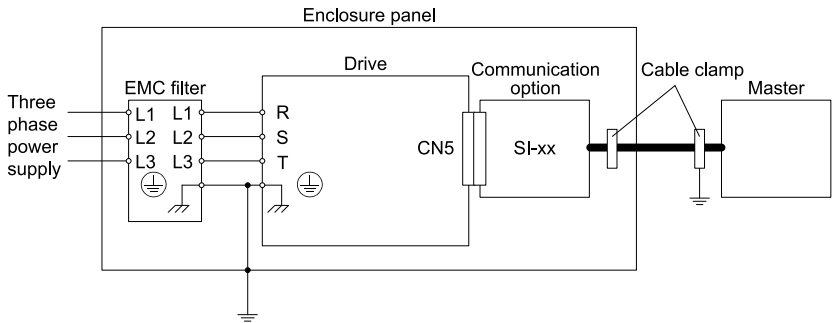 Enclosure panel
Three
phase
power
supply
EMC filter
L1 L1
L2 L2
L3 L3
Drive
R
S
T
CN5
Communication
option
SI-xx
Cable clamp
Master